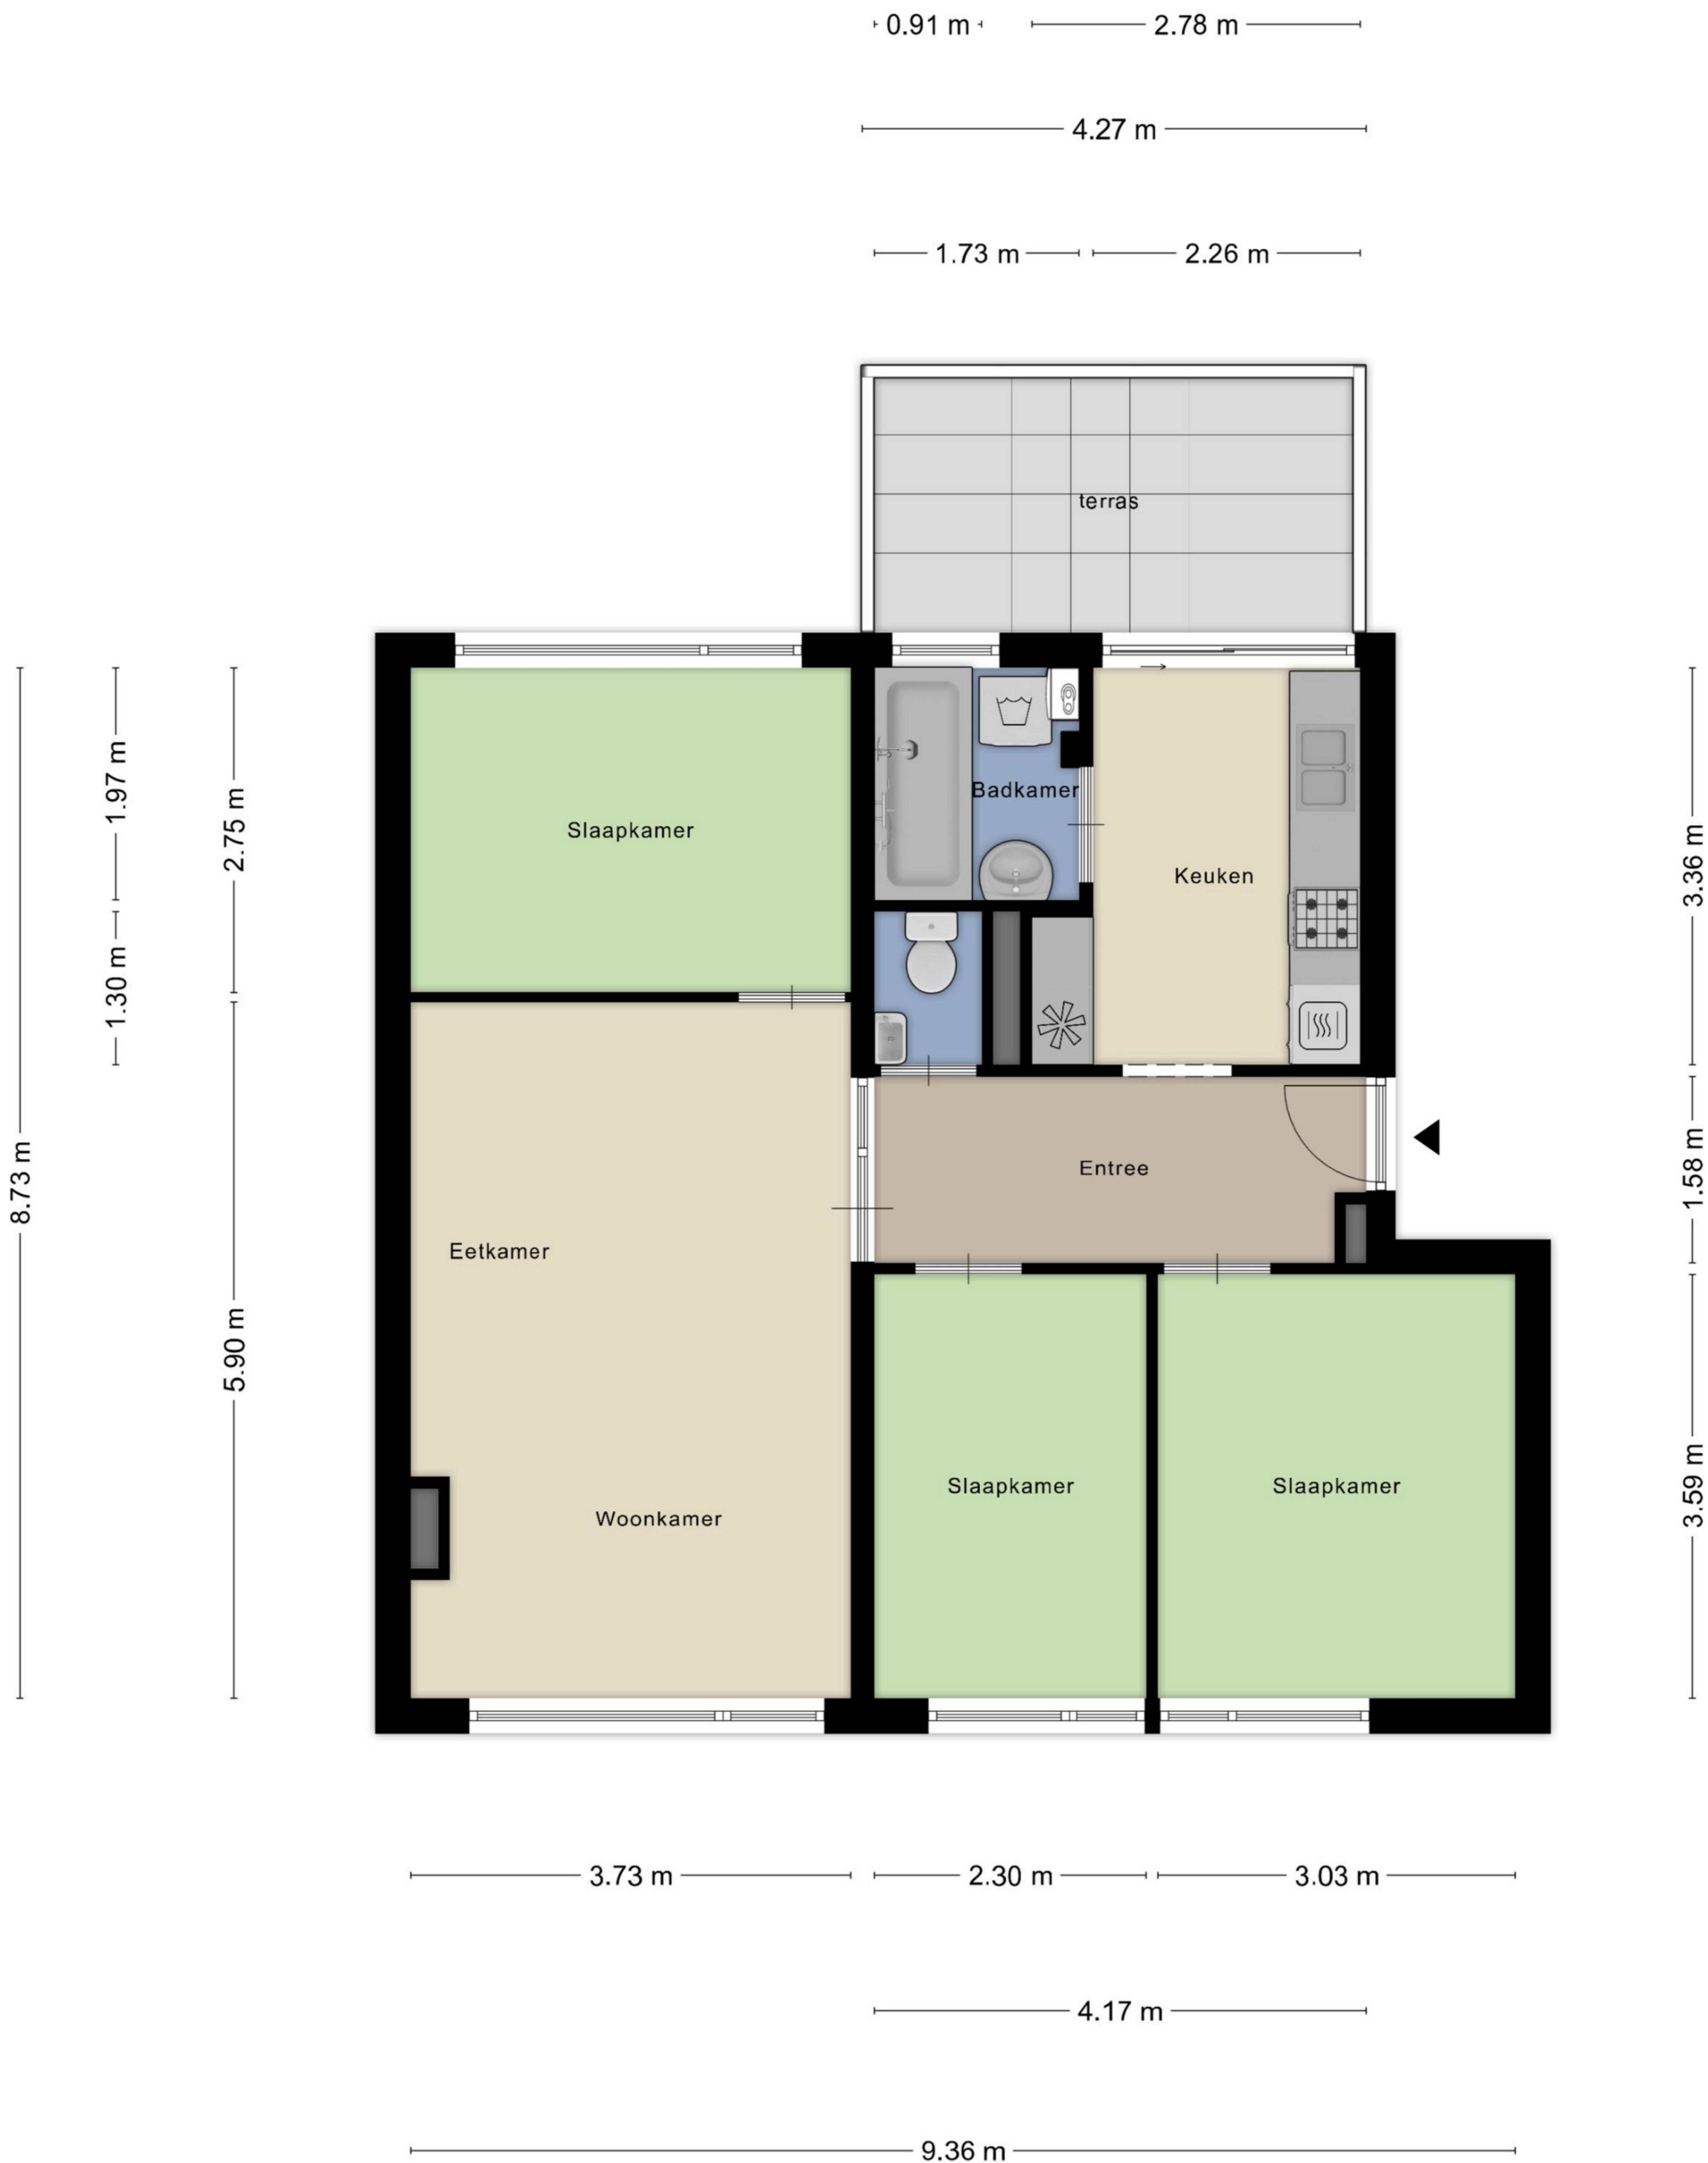 0.91 m
2.78 m
4.27 m
1.73 m
2.26 m
terras
8.73 m
1.97 m
1.30 m
2.75 m
5.90 m
Slaapkamer
Badkamer
Keuken
Entree
Eetkamer
Woonkamer
Slaapkamer
Slaapkamer
3.36 m
1.58 m
3.59 m
3.73 m
2.30 m
3.03 m
4.17 m
9.36 m